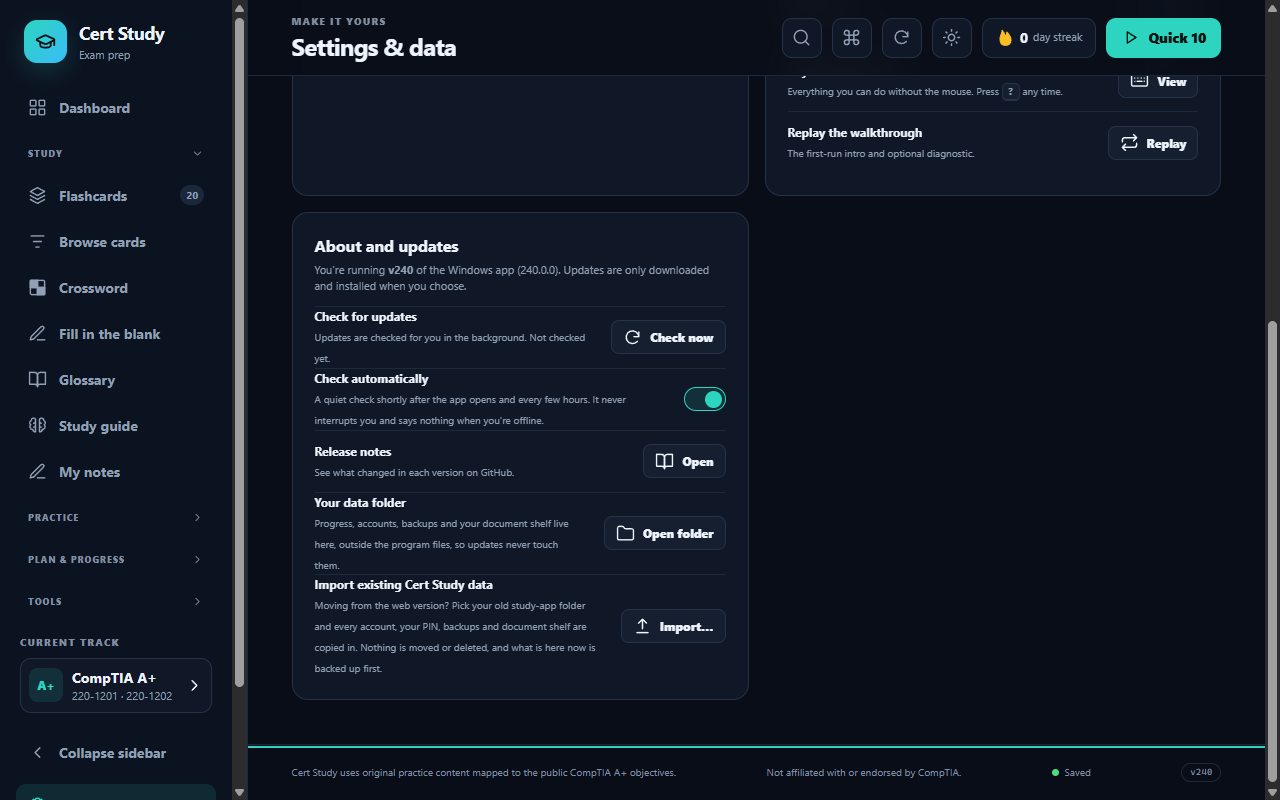 Cert Study
Exam prep
Dashboard
STUDY
Flashcards 20
Browse cards
Crossword
Fill in the blank
Glossary
Study guide
My notes
PRACTICE
PLAN & PROGRESS
TOOLS
CURRENT TRACK
A+ CompTIA A+
220-1201 · 220-1202
Collapse sidebar
MAKE IT YOURS
Settings & data
0 day streak
Quick 10
Everything you can do without the mouse. Press ? any time.
View
Replay the walkthrough
The first-run intro and optional diagnostic.
Replay
About and updates
You're running v240 of the Windows app (240.0.0). Updates are only downloaded
and installed when you choose.
Check for updates
Updates are checked for you in the background. Not checked
yet.
Check now
Check automatically
A quiet check shortly after the app opens and every few hours. It never
interrupts you and says nothing when you're offline.
Release notes
See what changed in each version on GitHub.
Open
Your data folder
Progress, accounts, backups and your document shelf live
here, outside the program files, so updates never touch
them.
Open folder
Import existing Cert Study data
Moving from the web version? Pick your old study-app folder
and every account, your PIN, backups and document shelf are
copied in. Nothing is moved or deleted, and what is here now is
backed up first.
Import...
Cert Study uses original practice content mapped to the public CompTIA A+ objectives.
Not affiliated with or endorsed by CompTIA.
Saved
v240